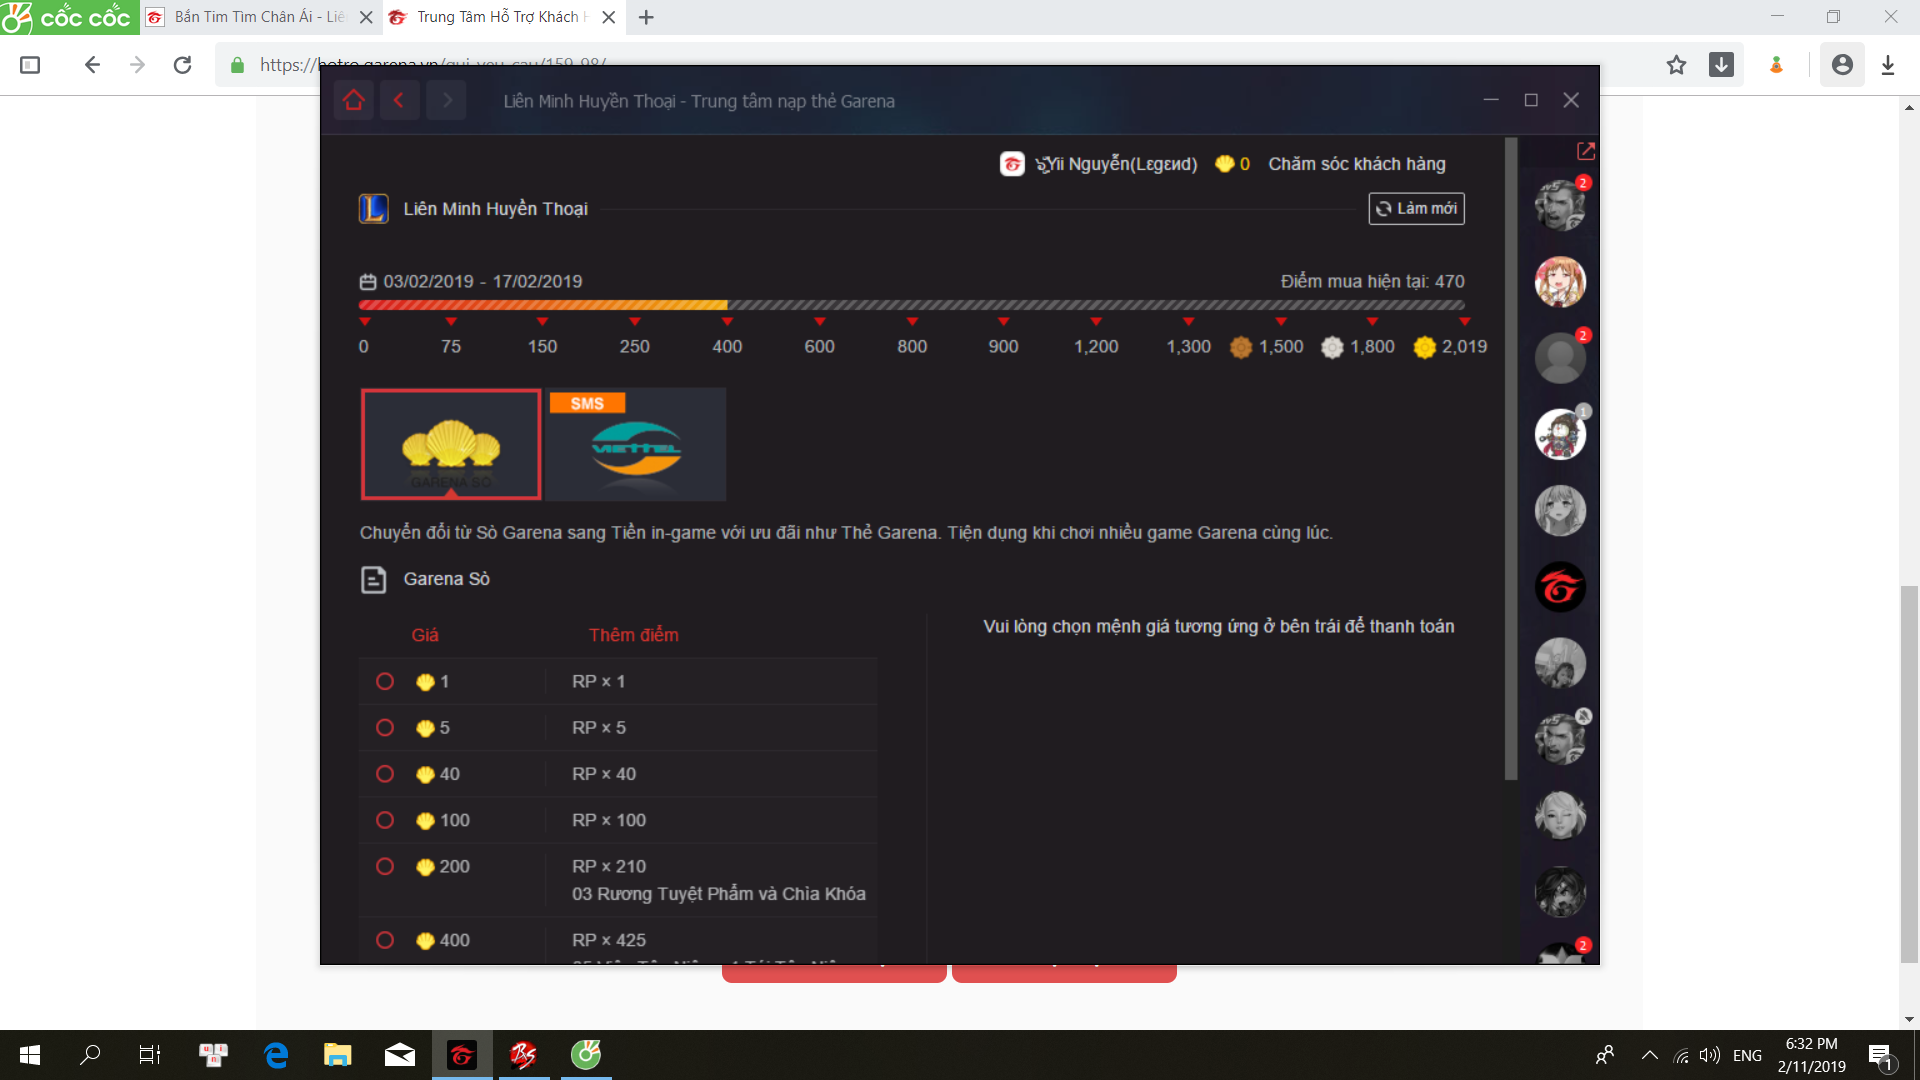 cốc cốc
Bắn Tim Tìm Chân Ái - Liê
Trung Tâm Hỗ Trợ Khách H
https://hotro.garena.vn/gui-yeu-cau/159-98/
Liên Minh Huyền Thoại - Trung tâm nạp thẻ Garena
Yii Nguyễn(Lεgεиd)
0
Chăm sóc khách hàng
Liên Minh Huyền Thoại
Làm mới
03/02/2019 - 17/02/2019
Điểm mua hiện tại: 470
0 75 150 250 400 600 800 900 1,200 1,300 1,500 1,800 2,019
SMS
GARENA SÒ
VIETTEL
Chuyển đổi từ Sò Garena sang Tiền in-game với ưu đãi như Thẻ Garena. Tiện dụng khi chơi nhiều game Garena cùng lúc.
Garena Sò
Giá
Thêm điểm
Vui lòng chọn mệnh giá tương ứng ở bên trái để thanh toán
1 RP × 1
5 RP × 5
40 RP × 40
100 RP × 100
200 RP × 210
03 Rương Tuyệt Phẩm và Chìa Khóa
400 RP × 425
2
2
1
2
ENG
6:32 PM
2/11/2019
1